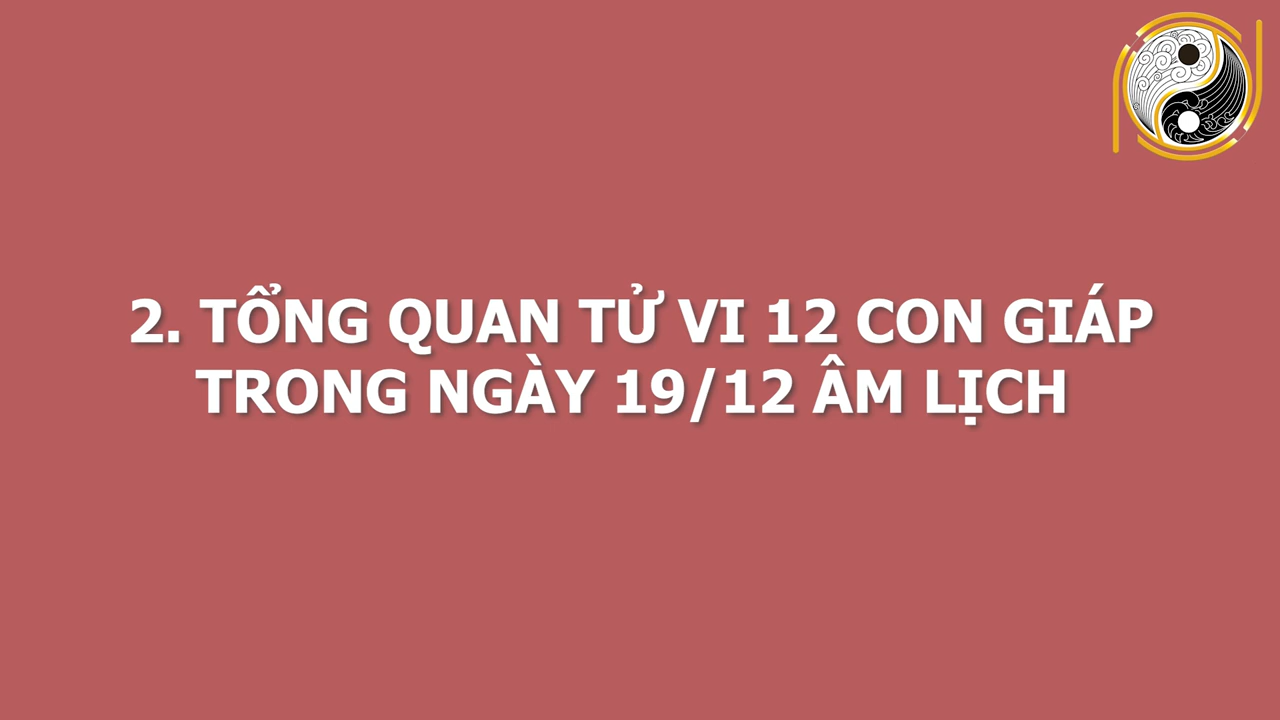 2. TỔNG QUAN TỬ VI 12 CON GIÁP
TRONG NGÀY 19/12 ÂM LỊCH